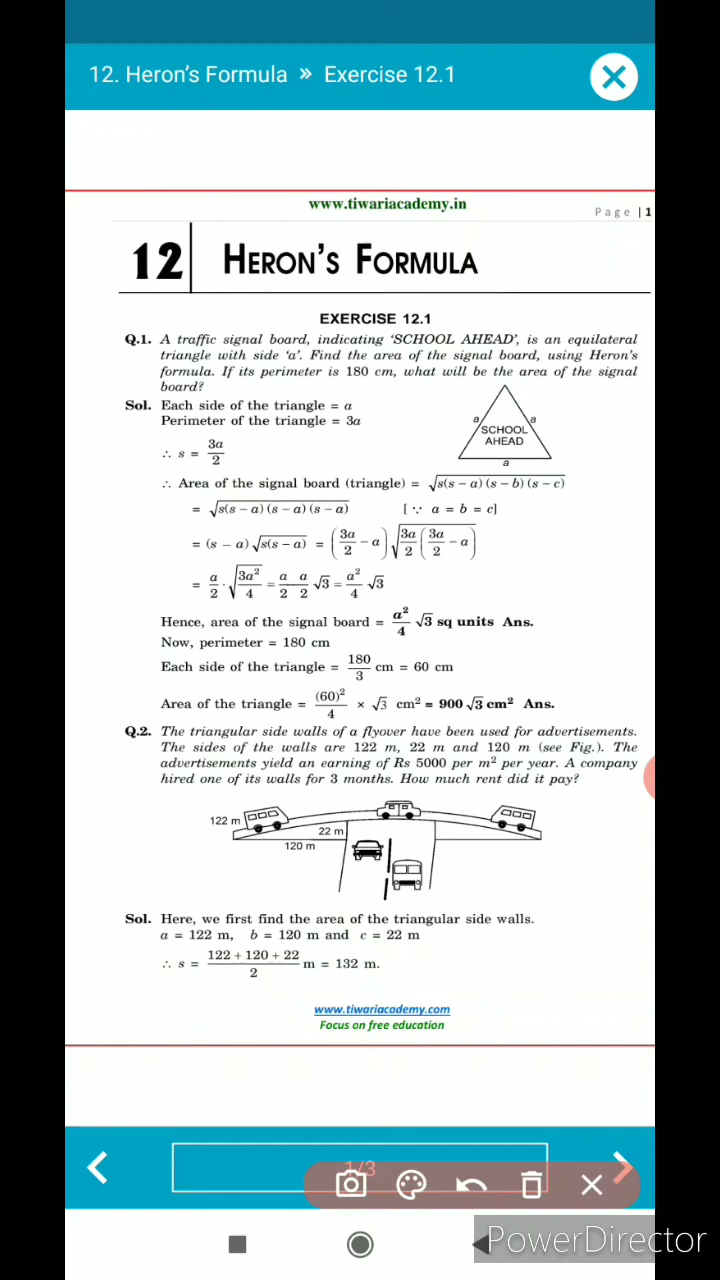 12. Heron’s Formula » Exercise 12.1
www.tiwariacademy.in
Page | 1
12 HERON’S FORMULA
EXERCISE 12.1
Q.1. A traffic signal board, indicating ‘SCHOOL AHEAD’, is an equilateral
triangle with side ‘a’. Find the area of the signal board, using Heron’s
formula. If its perimeter is 180 cm, what will be the area of the signal
board?
Sol. Each side of the triangle = a
Perimeter of the triangle = 3a
a a
SCHOOL
AHEAD
a
∴ s = 3a/2
∴ Area of the signal board (triangle) = √(s(s – a) (s – b) (s – c))
= √(s(s – a) (s – a) (s – a)) [∵ a = b = c]
= (s – a) √(s(s – a)) = (3a/2 – a) √(3a/2 (3a/2 – a))
= a/2 · √(3a²/4) = a/2 a/2 √3 = a²/4 √3
Hence, area of the signal board = a²/4 √3 sq units Ans.
Now, perimeter = 180 cm
Each side of the triangle = 180/3 cm = 60 cm
Area of the triangle = (60)²/4 × √3 cm² = 900 √3 cm² Ans.
Q.2. The triangular side walls of a flyover have been used for advertisements.
The sides of the walls are 122 m, 22 m and 120 m (see Fig.). The
advertisements yield an earning of Rs 5000 per m² per year. A company
hired one of its walls for 3 months. How much rent did it pay?
122 m
22 m
120 m
Sol. Here, we first find the area of the triangular side walls.
a = 122 m, b = 120 m and c = 22 m
∴ s = (122 + 120 + 22)/2 m = 132 m.
www.tiwariacademy.com
Focus on free education
1/3
PowerDirector